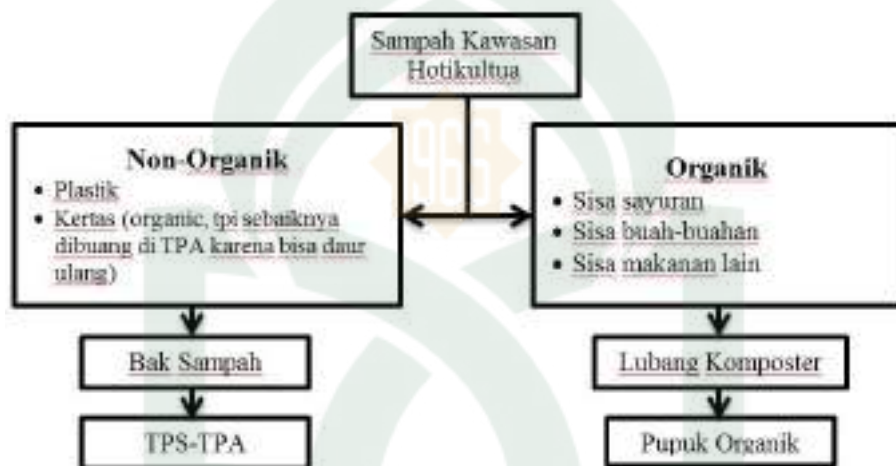 Sampah Kawasan
Hotikultua
Non-Organik
• Plastik
• Kertas (organic, tpi sebaiknya
dibuang di TPA karena bisa daur
ulang)
Organik
• Sisa sayuran
• Sisa buah-buahan
• Sisa makanan lain
Bak Sampah
Lubang Komposter
TPS-TPA
Pupuk Organik
1966